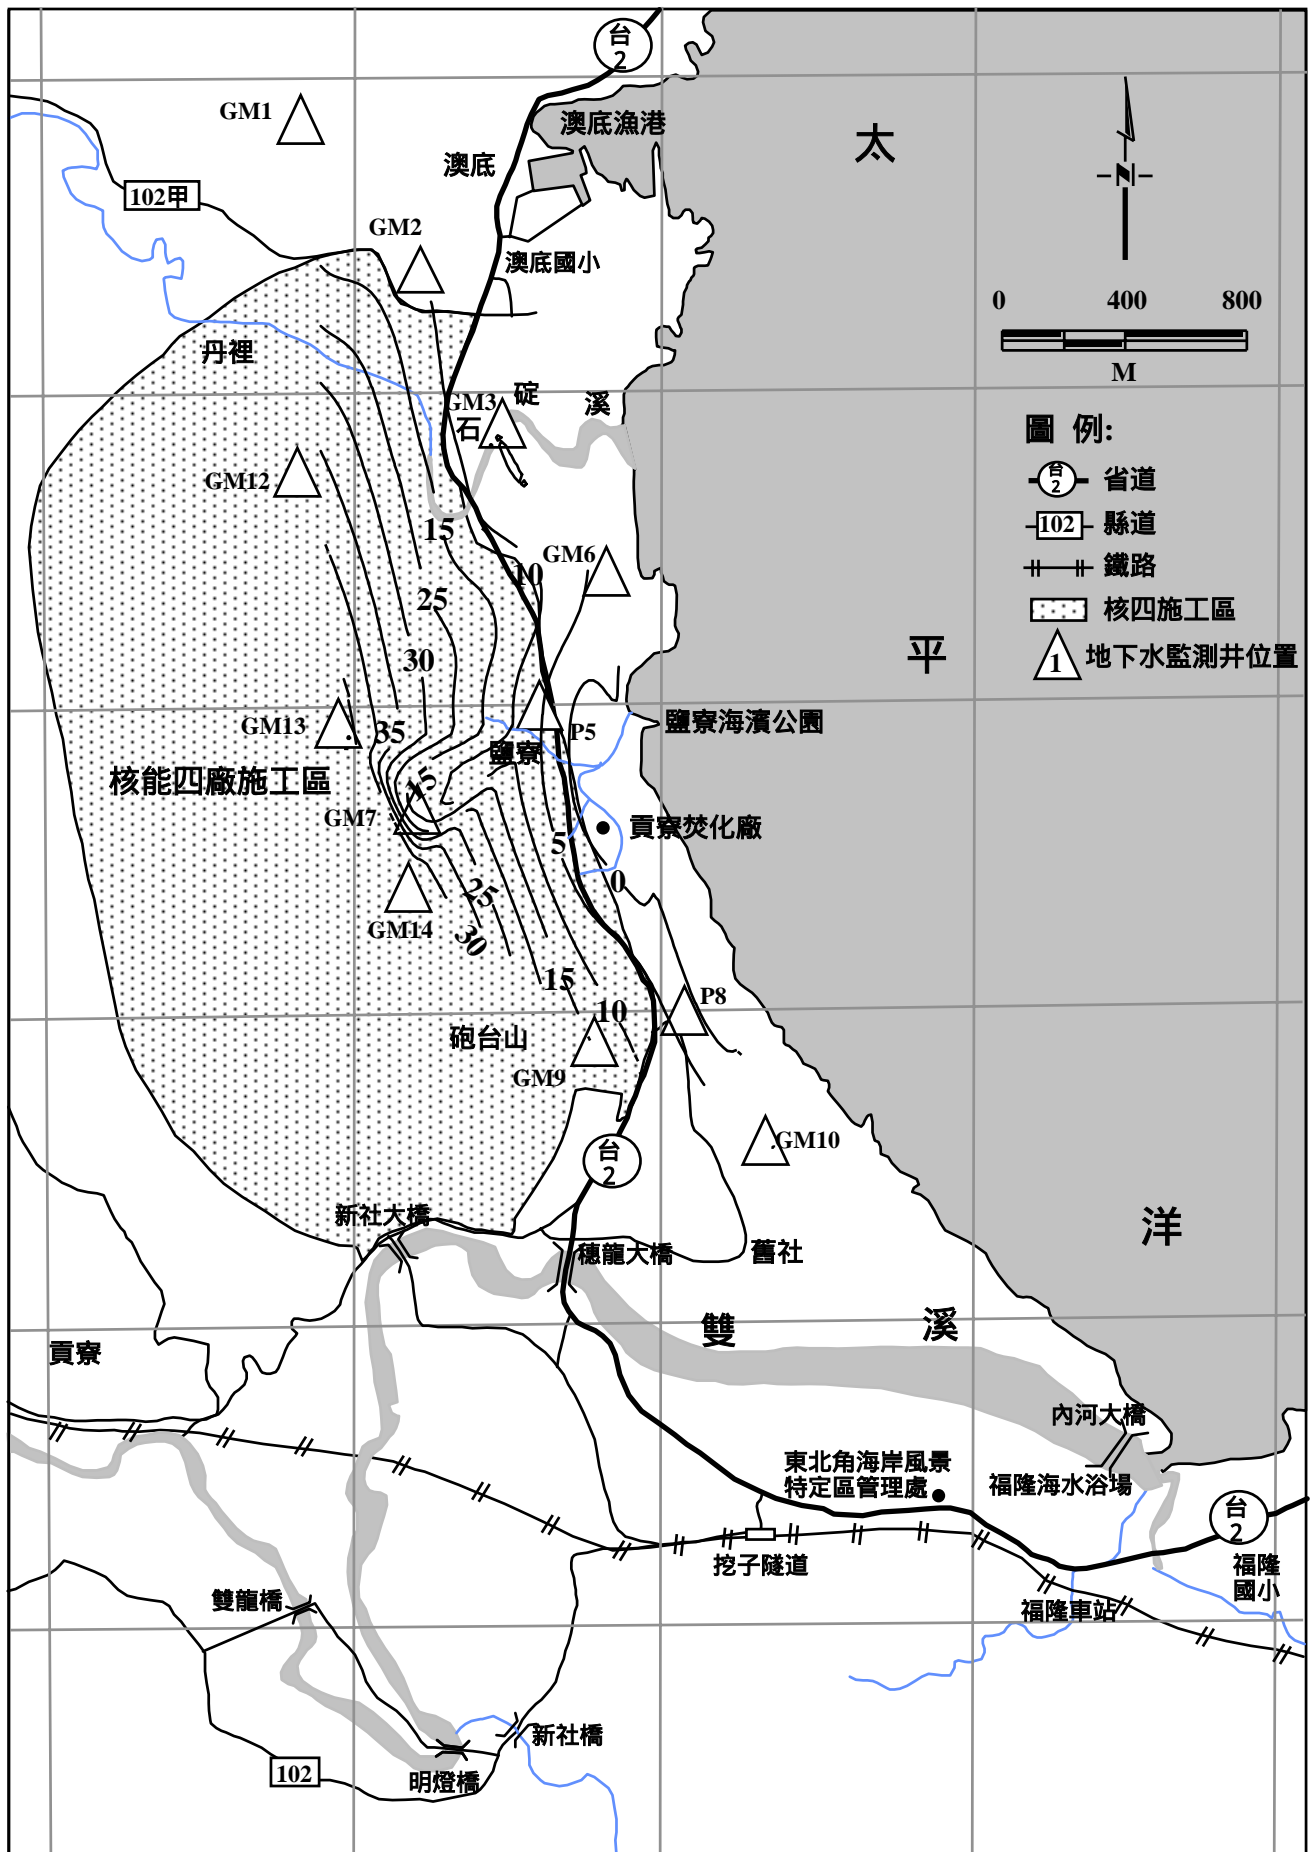 台
2
澳底漁港
GM1
太
澳底
102甲
GM2
澳底國小
0 400 800
M
丹裡
GM3
碇
溪
石
圖 例:
台
2
省道
102
縣道
鐵路
核四施工區
1
地下水監測井位置
GM12
15
GM6
10
25
30
平
GM13
35
P5
鹽寮海濱公園
鹽寮
核能四廠施工區
15
GM7
貢寮焚化廠
5
0
25
GM14
30
15
P8
10
砲台山
GM9
GM10
台
2
新社大橋
洋
穗龍大橋
舊社
雙
溪
貢寮
內河大橋
東北角海岸風景
特定區管理處
福隆海水浴場
台
2
挖子隧道
福隆
國小
雙龍橋
福隆車站
新社橋
102
明燈橋